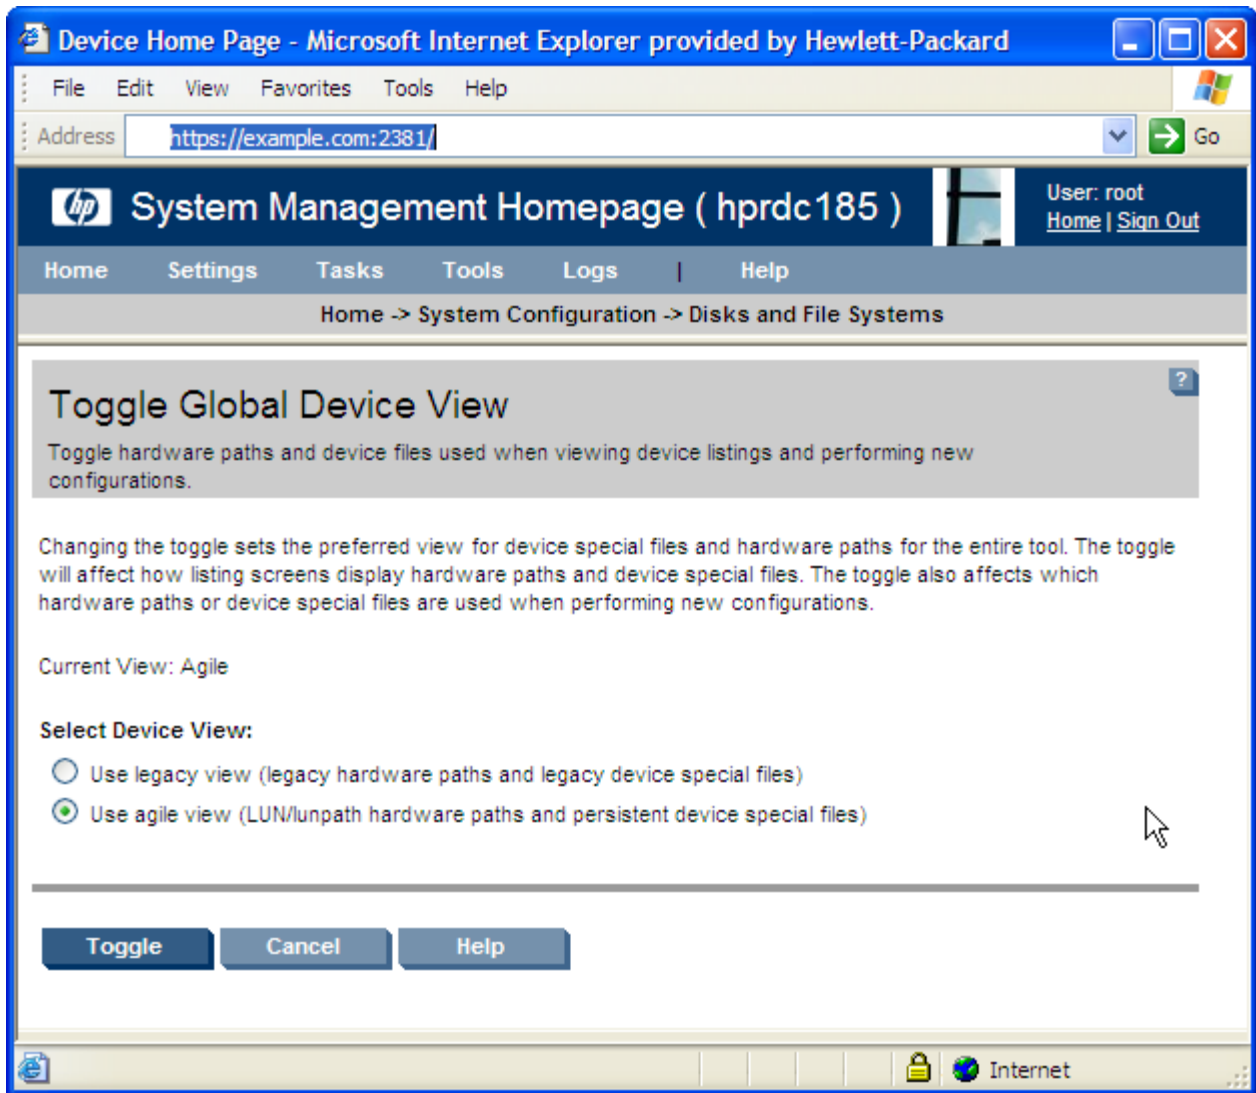 Device Home Page - Microsoft Internet Explorer provided by Hewlett-Packard
File Edit View Favorites Tools Help
Address https://example.com:2381/ Go
hp System Management Homepage ( hprdc185 )
User: root
Home | Sign Out
Home Settings Tasks Tools Logs | Help
Home -> System Configuration -> Disks and File Systems
Toggle Global Device View
?
Toggle hardware paths and device files used when viewing device listings and performing new
configurations.
Changing the toggle sets the preferred view for device special files and hardware paths for the entire tool. The toggle
will affect how listing screens display hardware paths and device special files. The toggle also affects which
hardware paths or device special files are used when performing new configurations.
Current View: Agile
Select Device View:
Use legacy view (legacy hardware paths and legacy device special files)
Use agile view (LUN/lunpath hardware paths and persistent device special files)
Toggle Cancel Help
Internet